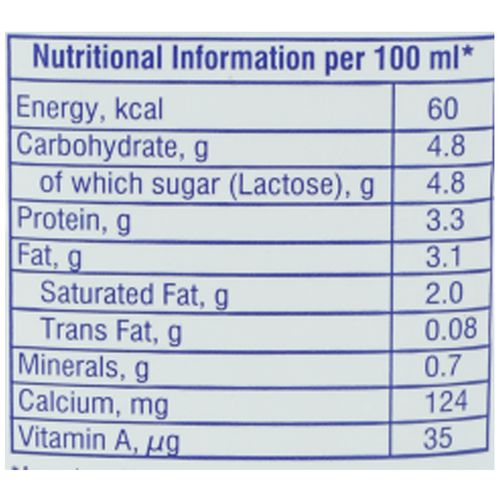 Nutritional Information per 100 ml*
Energy, kcal 60
Carbohydrate, g 4.8
of which sugar (Lactose), g 4.8
Protein, g 3.3
Fat, g 3.1
Saturated Fat, g 2.0
Trans Fat, g 0.08
Minerals, g 0.7
Calcium, mg 124
Vitamin A, µg 35